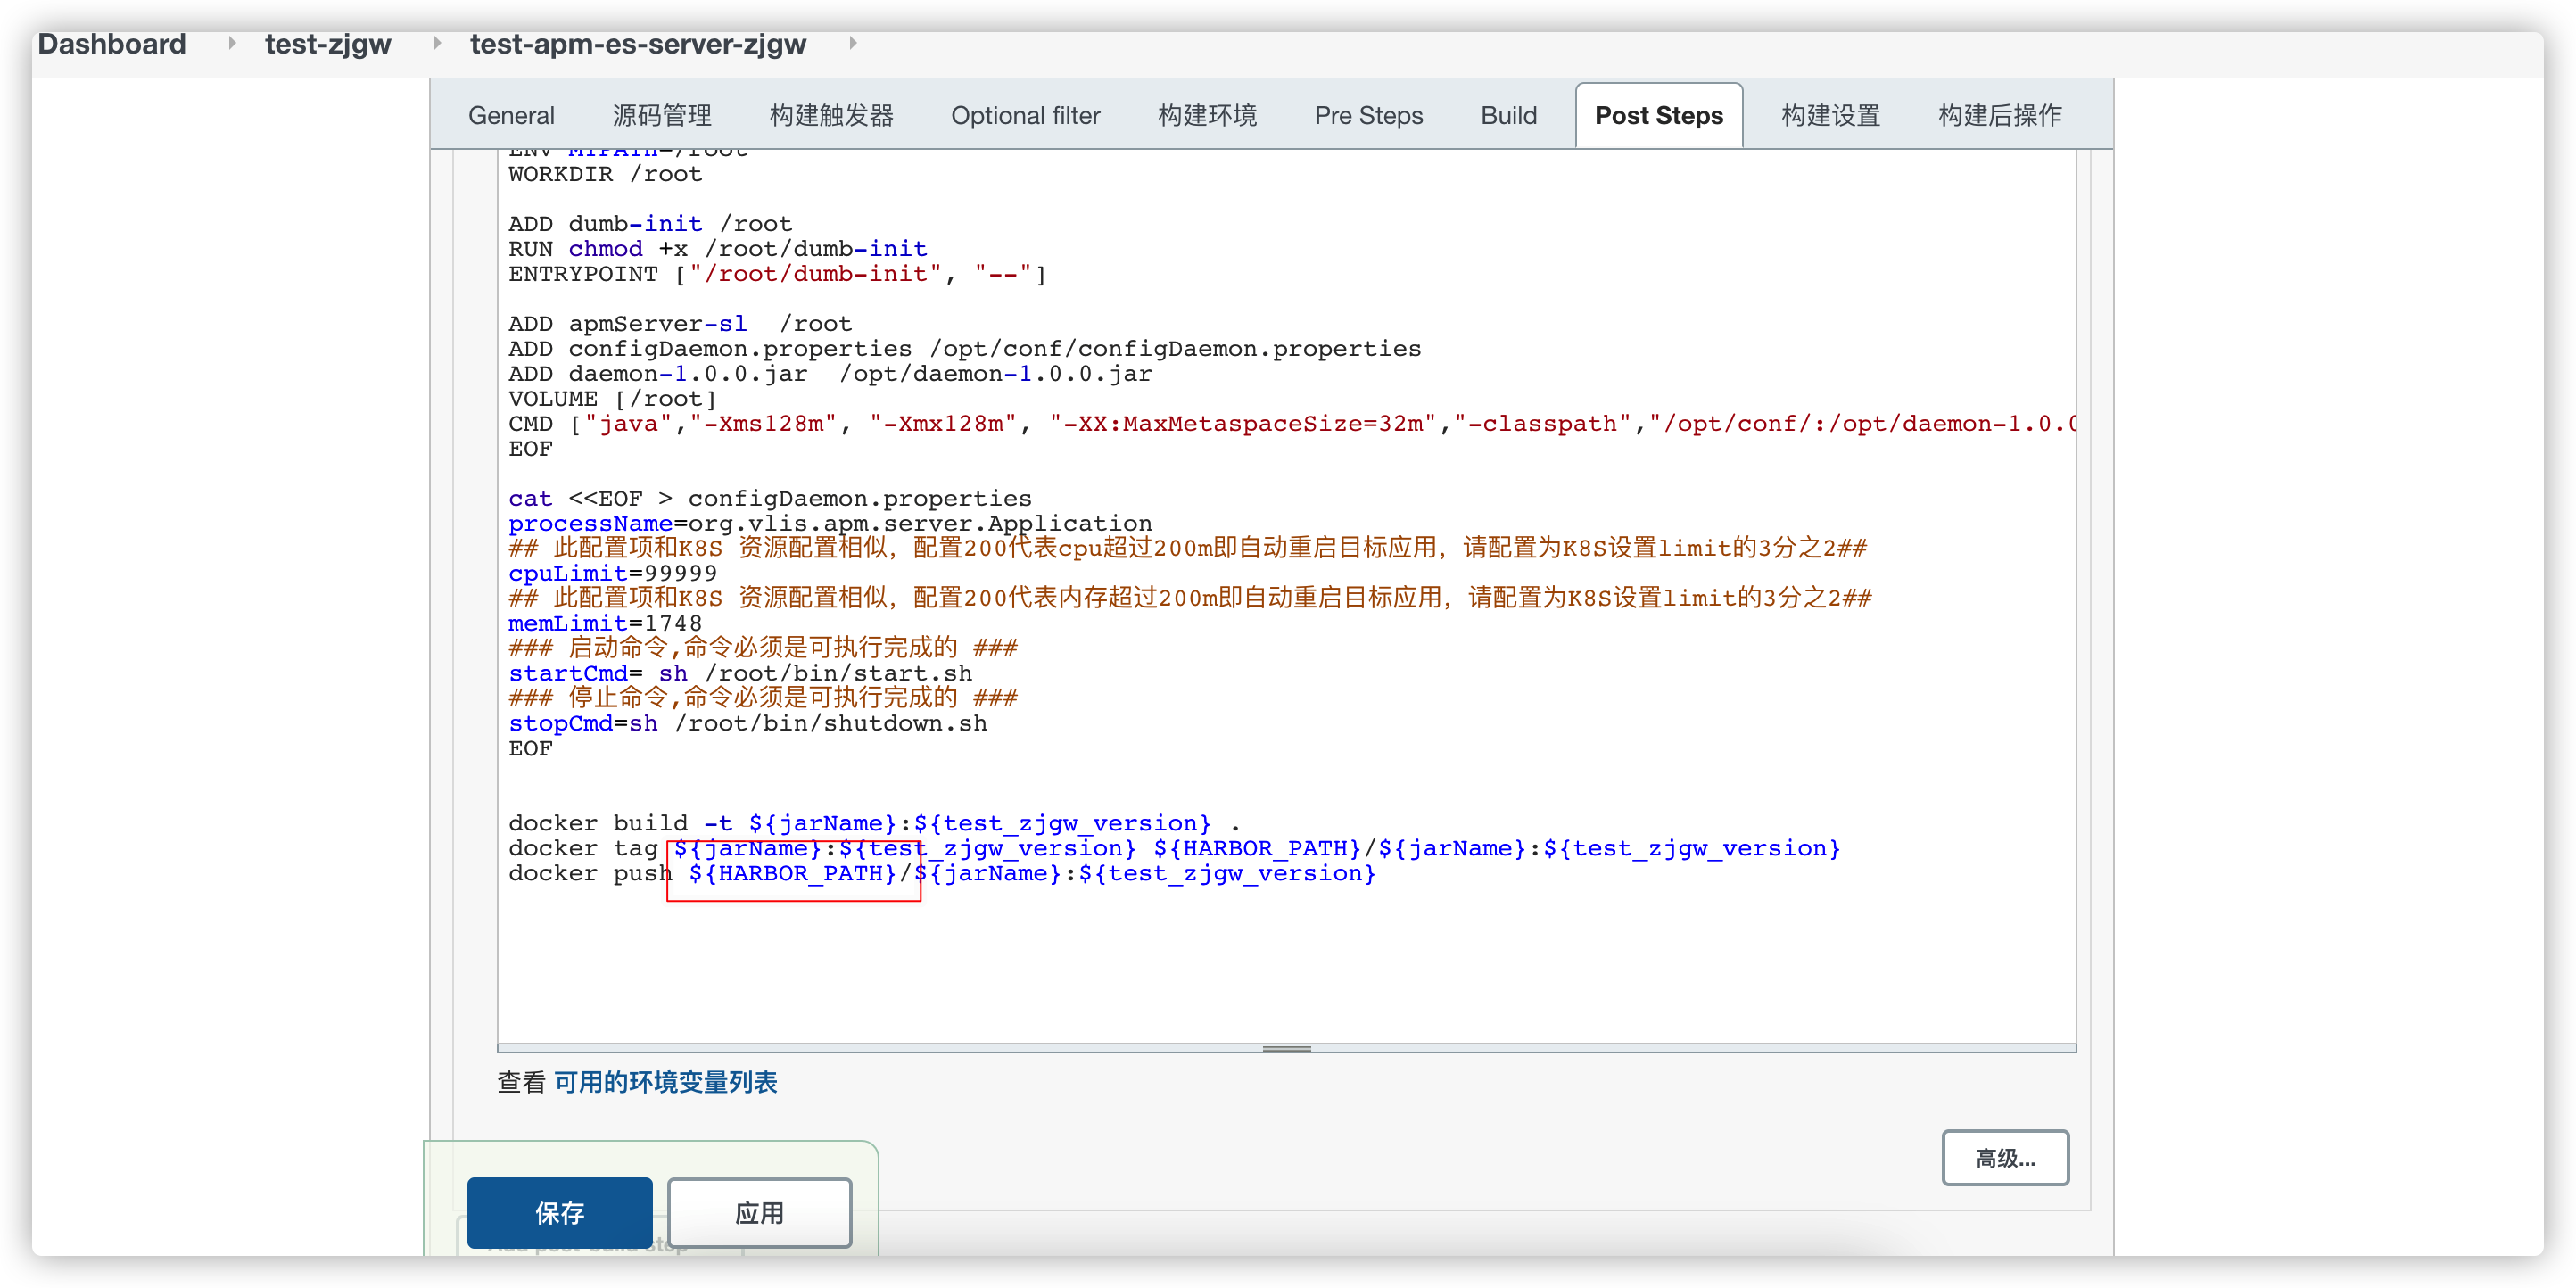 Dashboard test-zjgw test-apm-es-server-zjgw
General 源码管理 构建触发器 Optional filter 构建环境 Pre Steps Build Post Steps 构建设置 构建后操作
WORKDIR /root
ADD dumb-init /root
RUN chmod +x /root/dumb-init
ENTRYPOINT ["/root/dumb-init", "--"]
ADD apmServer-sl  /root
ADD configDaemon.properties /opt/conf/configDaemon.properties
ADD daemon-1.0.0.jar  /opt/daemon-1.0.0.jar
VOLUME [/root]
CMD ["java","-Xms128m", "-Xmx128m", "-XX:MaxMetaspaceSize=32m","-classpath","/opt/conf/:/opt/daemon-1.0.0
EOF
cat <<EOF > configDaemon.properties
processName=org.vlis.apm.server.Application
## 此配置项和K8S 资源配置相似，配置200代表cpu超过200m即自动重启目标应用，请配置为K8S设置limit的3分之2##
cpuLimit=99999
## 此配置项和K8S 资源配置相似，配置200代表内存超过200m即自动重启目标应用，请配置为K8S设置limit的3分之2##
memLimit=1748
### 启动命令,命令必须是可执行完成的 ###
startCmd= sh /root/bin/start.sh
### 停止命令,命令必须是可执行完成的 ###
stopCmd=sh /root/bin/shutdown.sh
EOF
docker build -t ${jarName}:${test_zjgw_version} .
docker tag ${jarName}:${test_zjgw_version} ${HARBOR_PATH}/${jarName}:${test_zjgw_version}
docker push ${HARBOR_PATH}/${jarName}:${test_zjgw_version}
查看 可用的环境变量列表
高级...
保存 应用